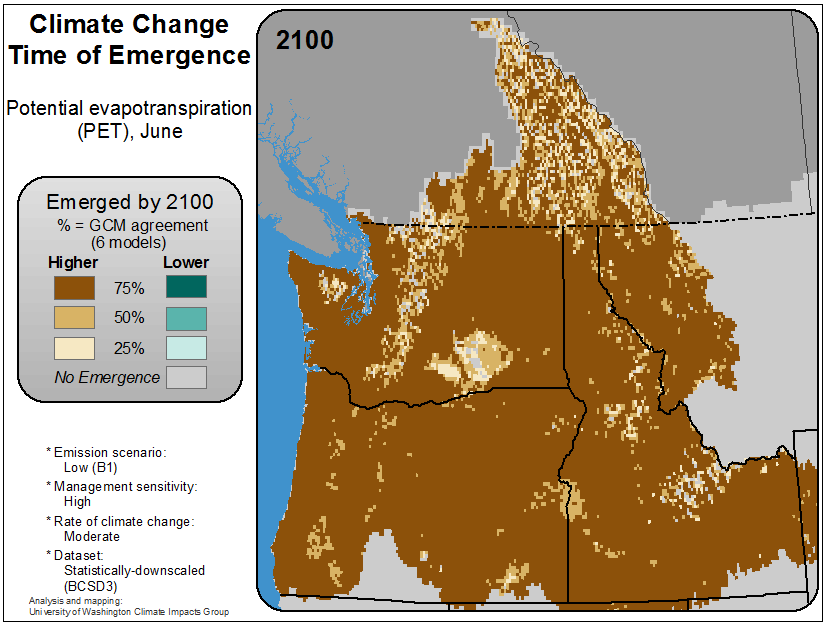 Climate Change
Time of Emergence
2100
Potential evapotranspiration
(PET), June
Emerged by 2100
% = GCM agreement
(6 models)
Higher Lower
75%
50%
25%
No Emergence
* Emission scenario:
Low (B1)
* Management sensitivity:
High
* Rate of climate change:
Moderate
* Dataset:
Statistically-downscaled
(BCSD3)
Analysis and mapping:
University of Washington Climate Impacts Group